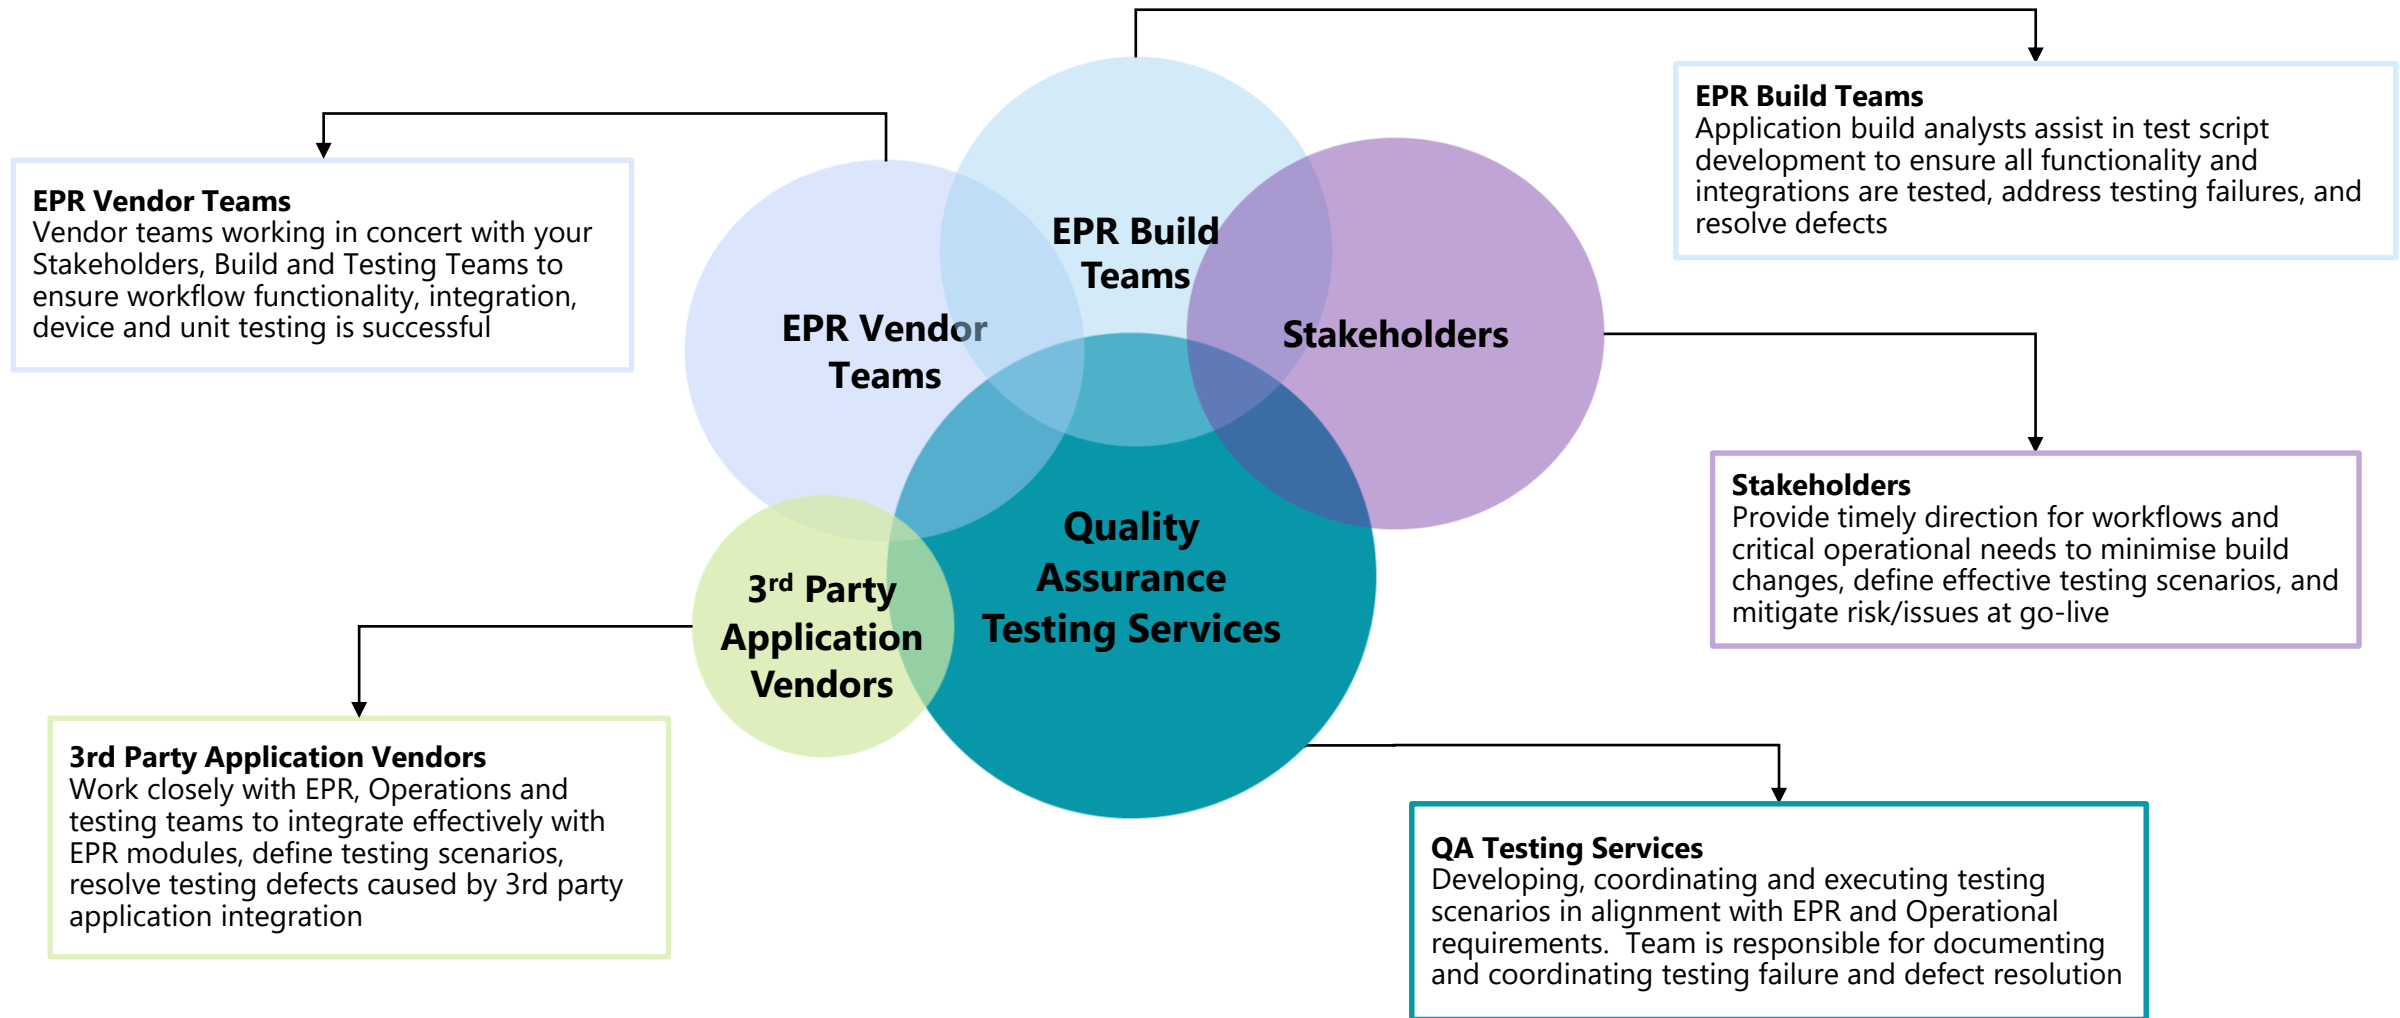 EPR Build Teams
Application build analysts assist in test script
development to ensure all functionality and
integrations are tested, address testing failures, and
resolve defects
EPR Vendor Teams
Vendor teams working in concert with your
Stakeholders, Build and Testing Teams to
ensure workflow functionality, integration,
device and unit testing is successful
EPR Build
Teams
EPR Vendor
Teams
Stakeholders
Quality
Assurance
Testing Services
3rd Party
Application
Vendors
Stakeholders
Provide timely direction for workflows and
critical operational needs to minimise build
changes, define effective testing scenarios, and
mitigate risk/issues at go-live
3rd Party Application Vendors
Work closely with EPR, Operations and
testing teams to integrate effectively with
EPR modules, define testing scenarios,
resolve testing defects caused by 3rd party
application integration
QA Testing Services
Developing, coordinating and executing testing
scenarios in alignment with EPR and Operational
requirements.  Team is responsible for documenting
and coordinating testing failure and defect resolution